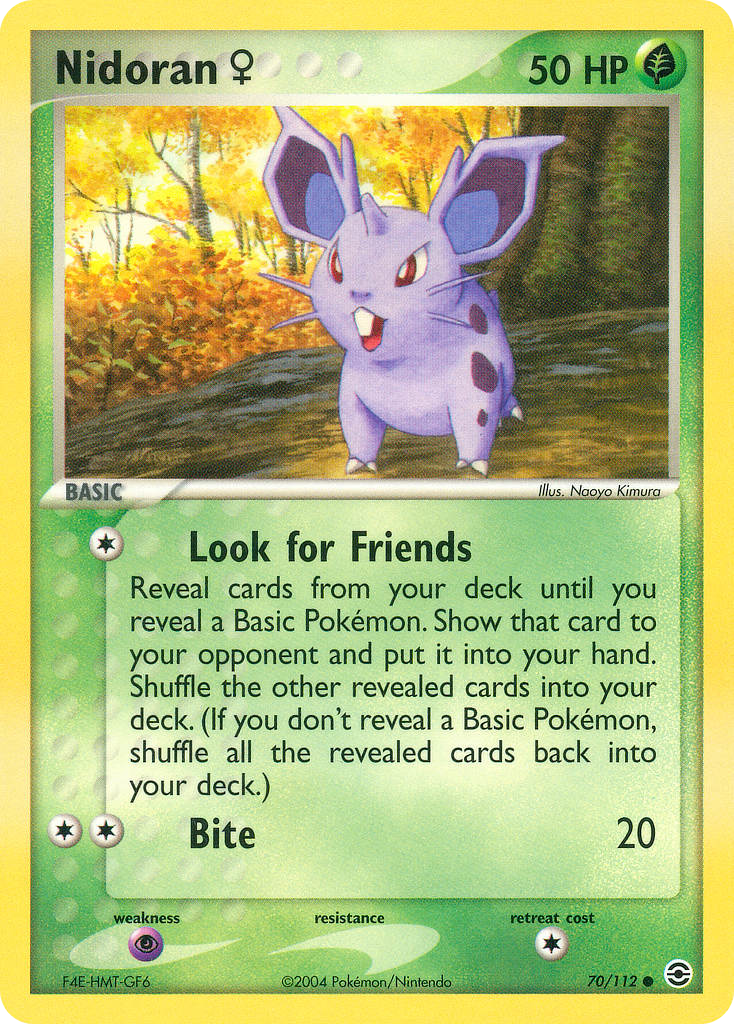 Nidoran ♀ 50 HP
BASIC
Illus. Naoyo Kimura
Look for Friends
Reveal cards from your deck until you
reveal a Basic Pokémon. Show that card to
your opponent and put it into your hand.
Shuffle the other revealed cards into your
deck. (If you don't reveal a Basic Pokémon,
shuffle all the revealed cards back into
your deck.)
Bite 20
weakness resistance retreat cost
F4E-HMT-GF6 ©2004 Pokémon/Nintendo 70/112 ●